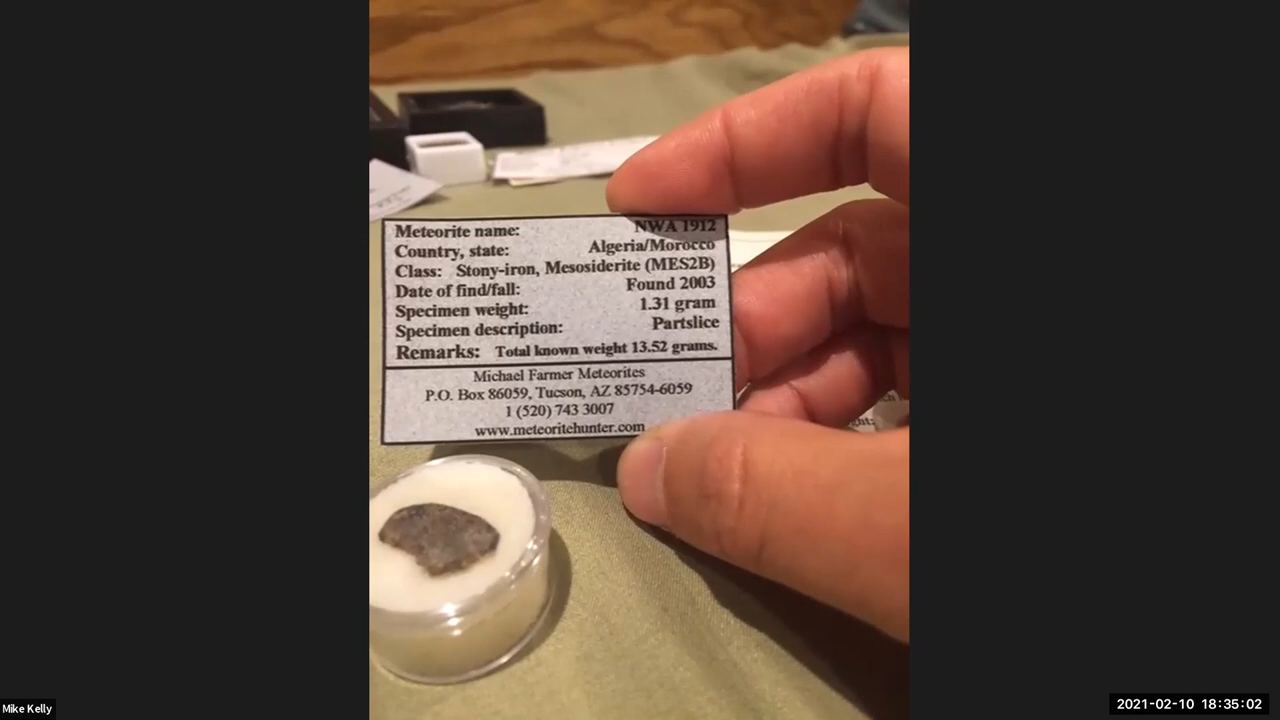 Meteorite name: NWA 1912
Country, state: Algeria/Morocco
Class: Stony-iron, Mesosiderite (MES2B)
Date of find/fall: Found 2003
Specimen weight: 1.31 gram
Specimen description: Partslice
Remarks: Total known weight 13.52 grams.
Michael Farmer Meteorites
P.O. Box 86059, Tucson, AZ 85754-6059
1 (520) 743 3007
www.meteoritehunter.com
Mike Kelly
2021-02-10 18:35:02